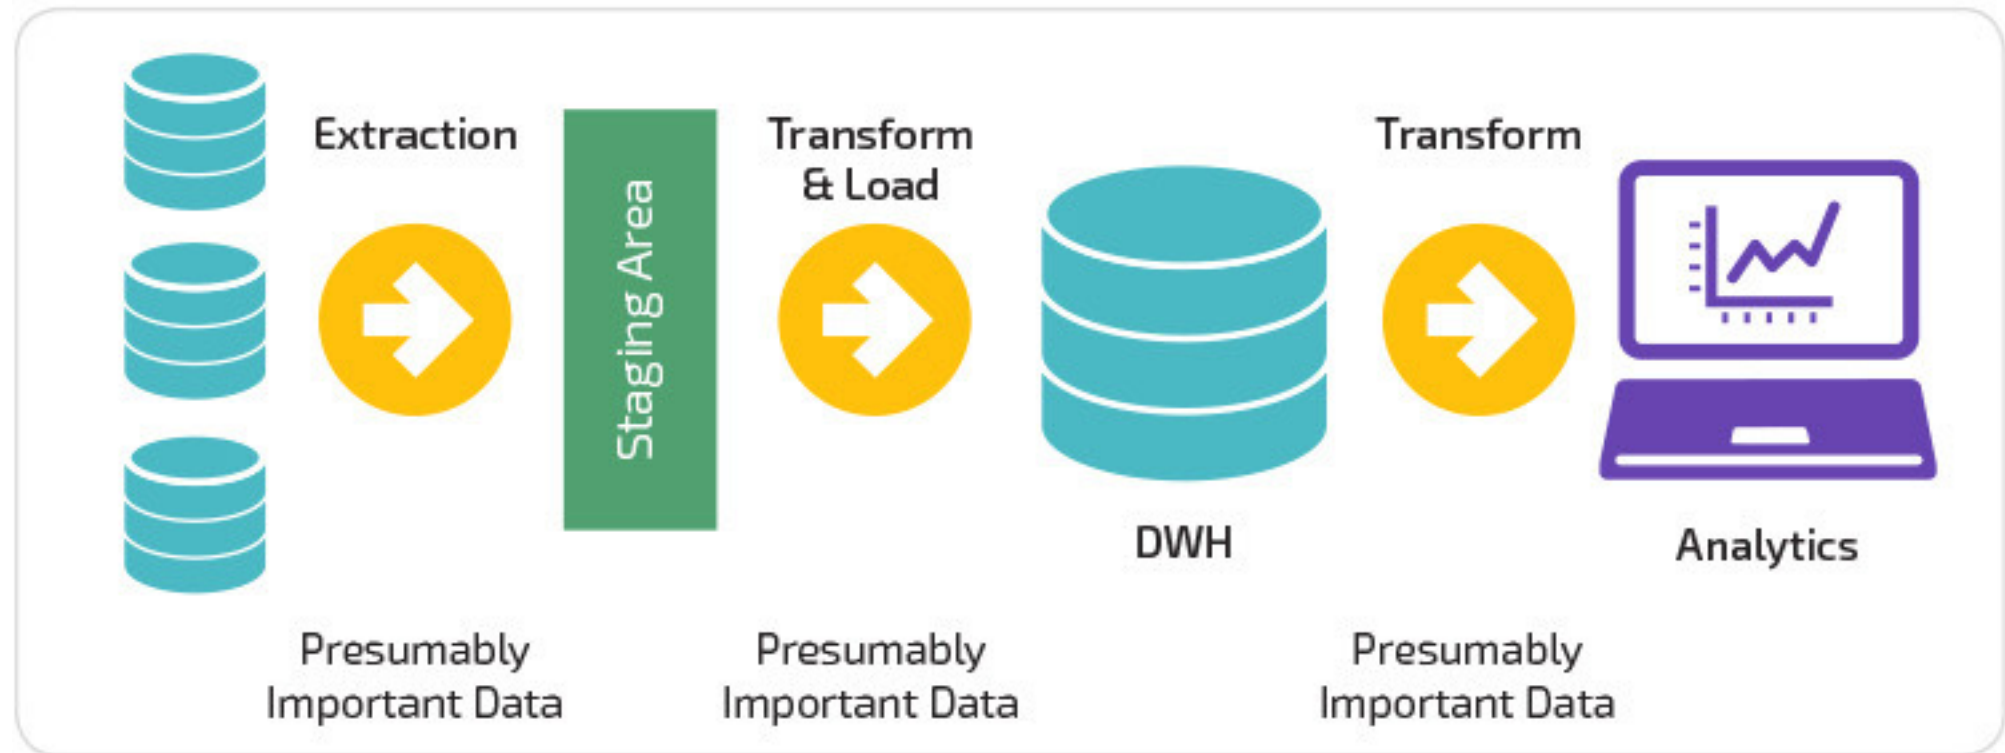 Extraction
Staging Area
Transform
& Load
Transform
DWH
Analytics
Presumably
Important Data
Presumably
Important Data
Presumably
Important Data